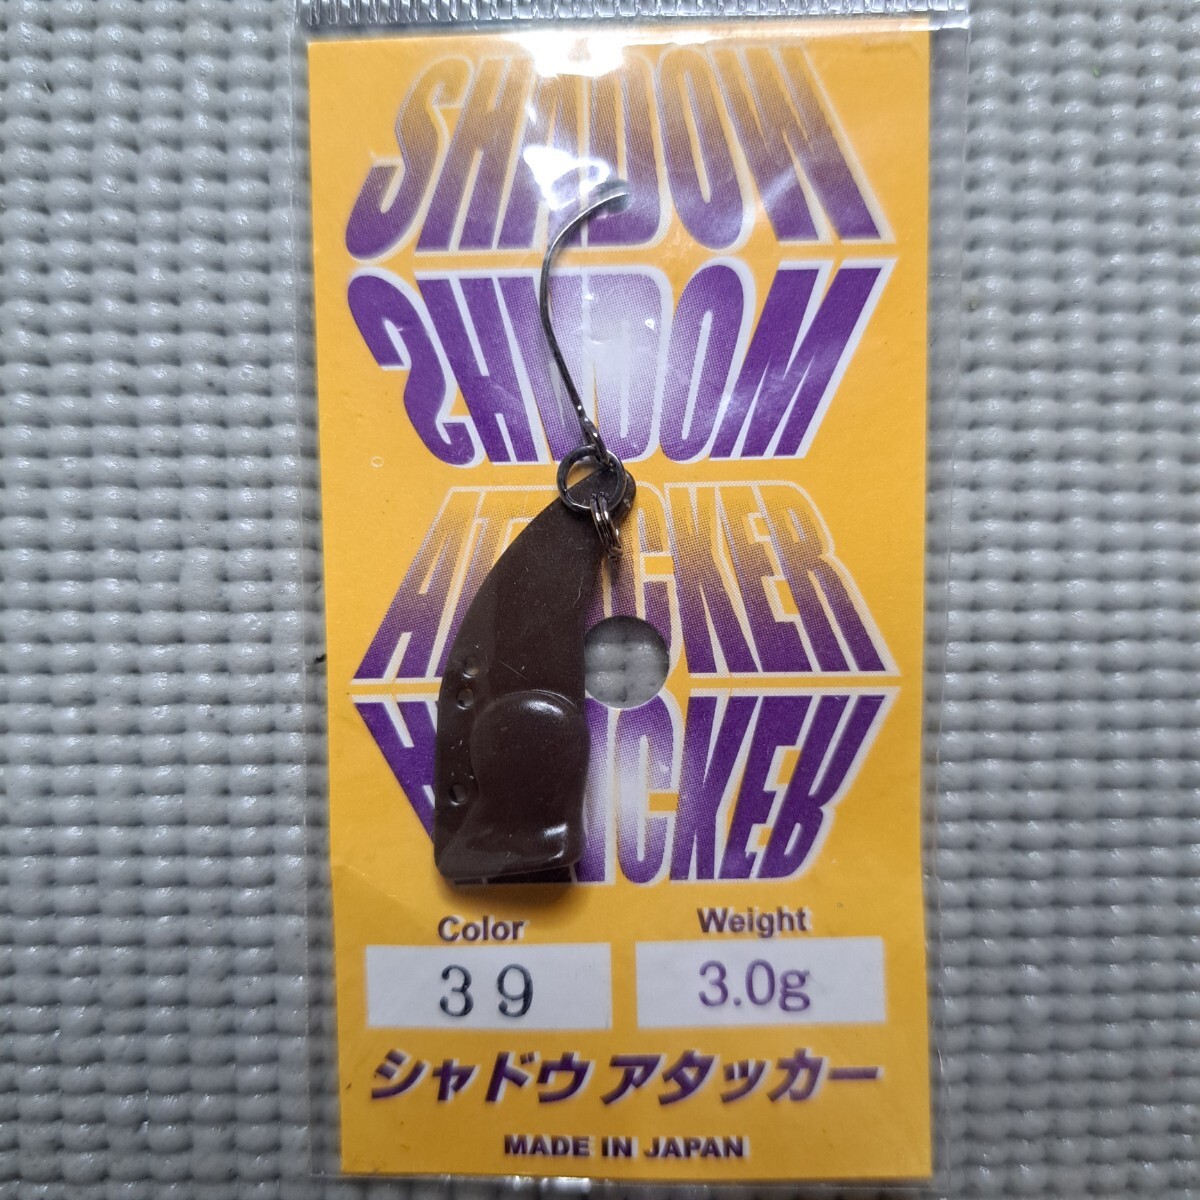 SHADOW
SHADOW
ATTACKER
ATTACKER
Color
Weight
39
3.0g
シャドウ アタッカー
MADE IN JAPAN